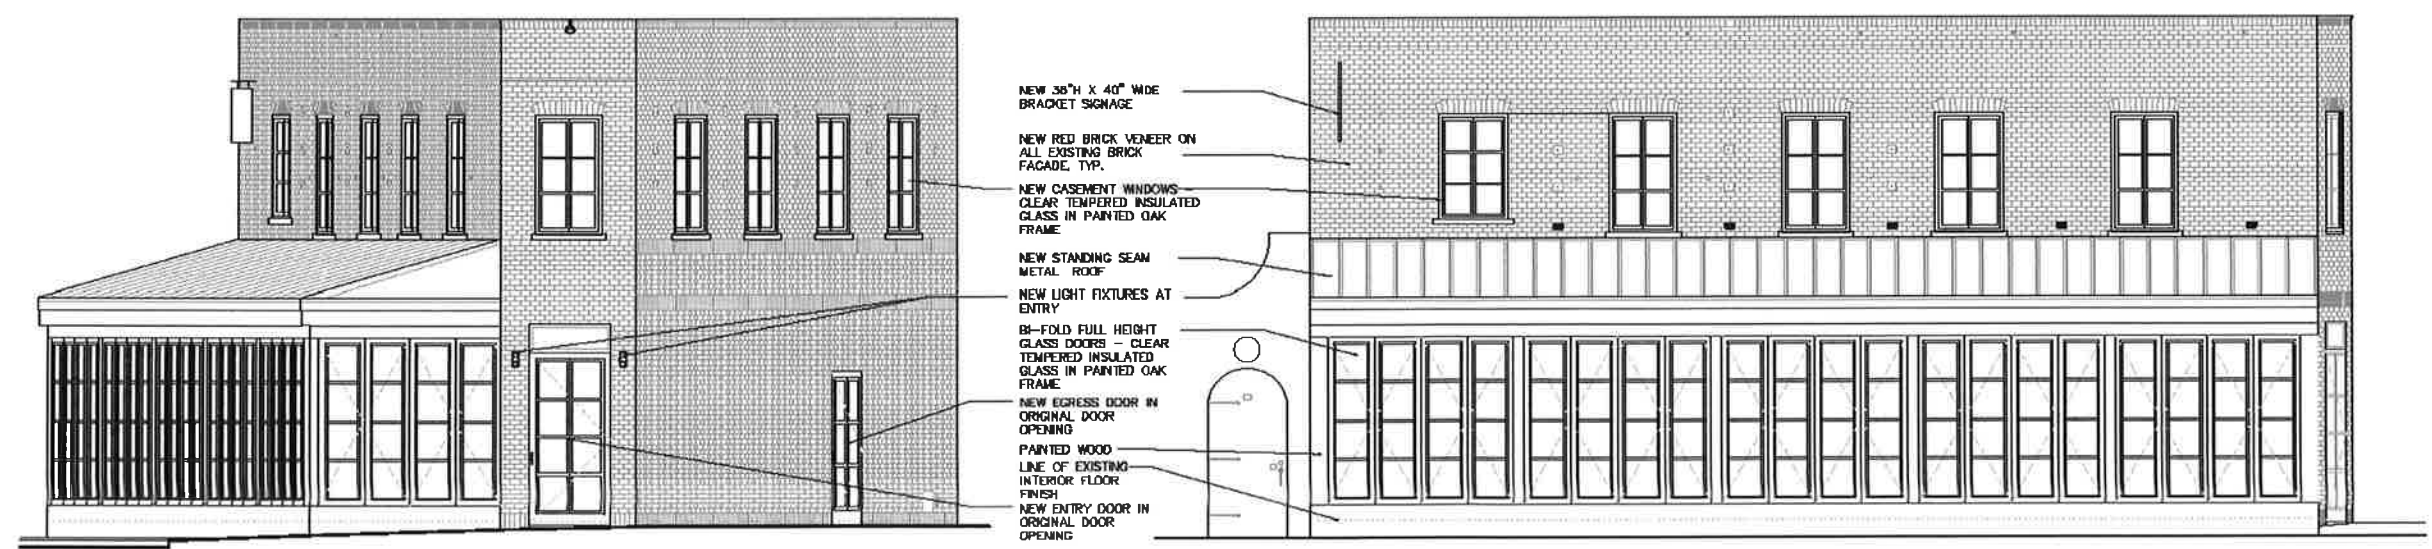 NEW 36"H X 40" WIDE
BRACKET SIGNAGE
NEW RED BRICK VENEER ON
ALL EXISTING BRICK
FACADE, TYP.
NEW CASEMENT WINDOWS -
CLEAR TEMPERED INSULATED
GLASS IN PAINTED OAK
FRAME
NEW STANDING SEAM
METAL ROOF
NEW LIGHT FIXTURES AT
ENTRY
BI-FOLD FULL HEIGHT
GLASS DOORS - CLEAR
TEMPERED INSULATED
GLASS IN PAINTED OAK
FRAME
NEW EGRESS DOOR IN
ORIGINAL DOOR
OPENING
PAINTED WOOD
LINE OF EXISTING
INTERIOR FLOOR
FINISH
NEW ENTRY DOOR IN
ORIGINAL DOOR
OPENING